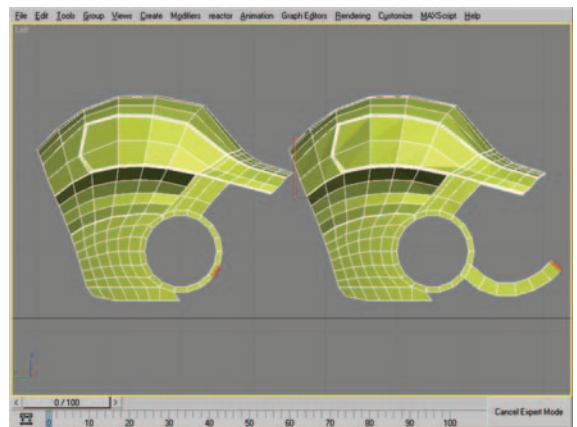 File Edit Tools Group Views Create Modifiers reactor Animation Graph Editors Rendering Customize MAXScript Help
Left
< 0 / 100 >
0 10 20 30 40 50 60 70 80 90 100
Cancel Expert Mode